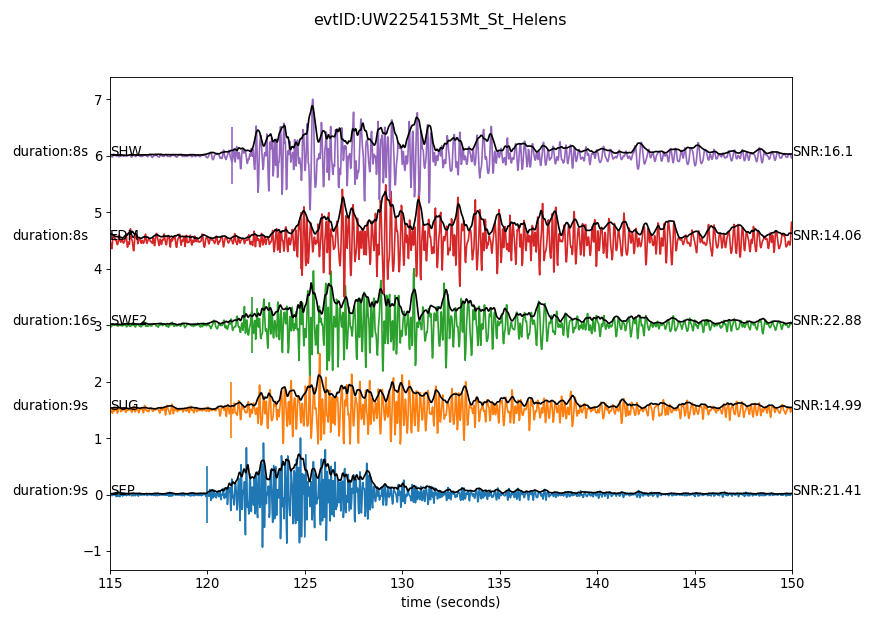 evtID:UW2254153Mt_St_Helens
7
duration:8s SHW SNR:16.1
6
5
duration:8s EDM SNR:14.06
4
duration:16s SWF2 SNR:22.88
3
2
duration:9s SUG SNR:14.99
1
duration:9s SEP SNR:21.41
0
−1
115 120 125 130 135 140 145 150
time (seconds)